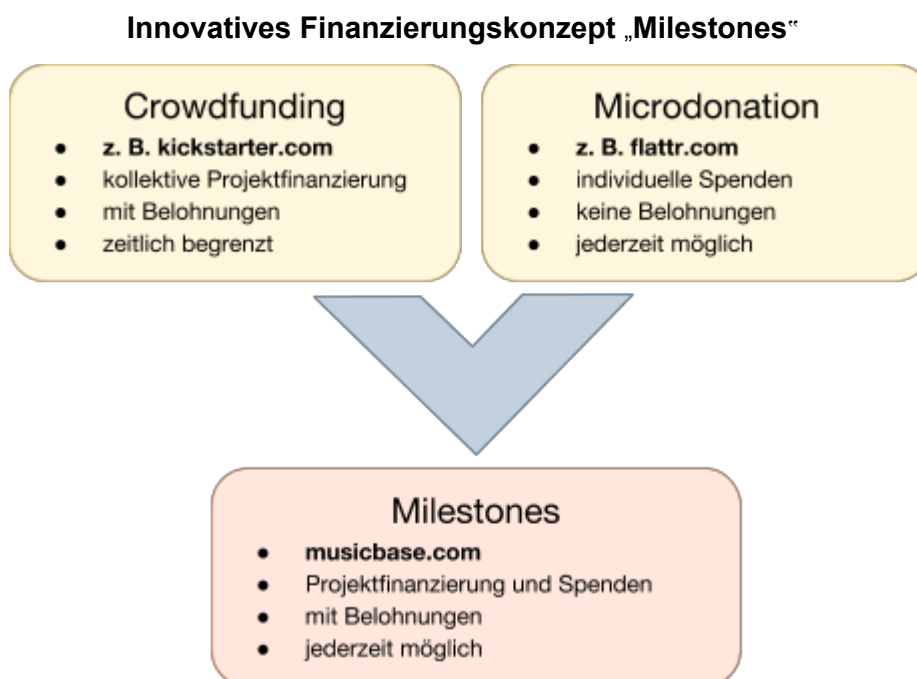 Innovatives Finanzierungskonzept „Milestones“
Crowdfunding
● z. B. kickstarter.com
● kollektive Projektfinanzierung
● mit Belohnungen
● zeitlich begrenzt
Microdonation
● z. B. flattr.com
● individuelle Spenden
● keine Belohnungen
● jederzeit möglich
Milestones
● musicbase.com
● Projektfinanzierung und Spenden
● mit Belohnungen
● jederzeit möglich